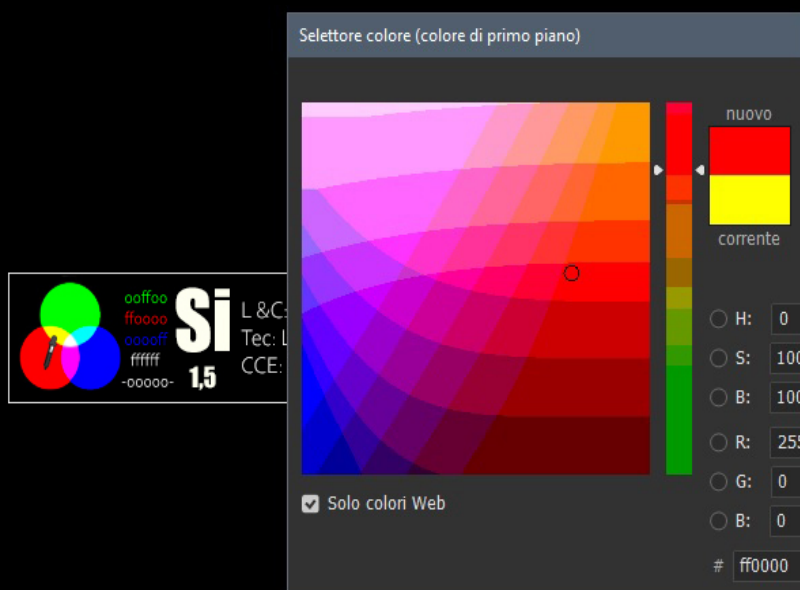 Selettore colore (colore di primo piano)
nuovo
corrente
ooffoo
ffoooo
ooooff
ffffff
-ooooo-
Si
1,5
L &C:
Tec: L
CCE:
H: 0
S: 100
B: 100
R: 255
G: 0
B: 0
# ff0000
Solo colori Web